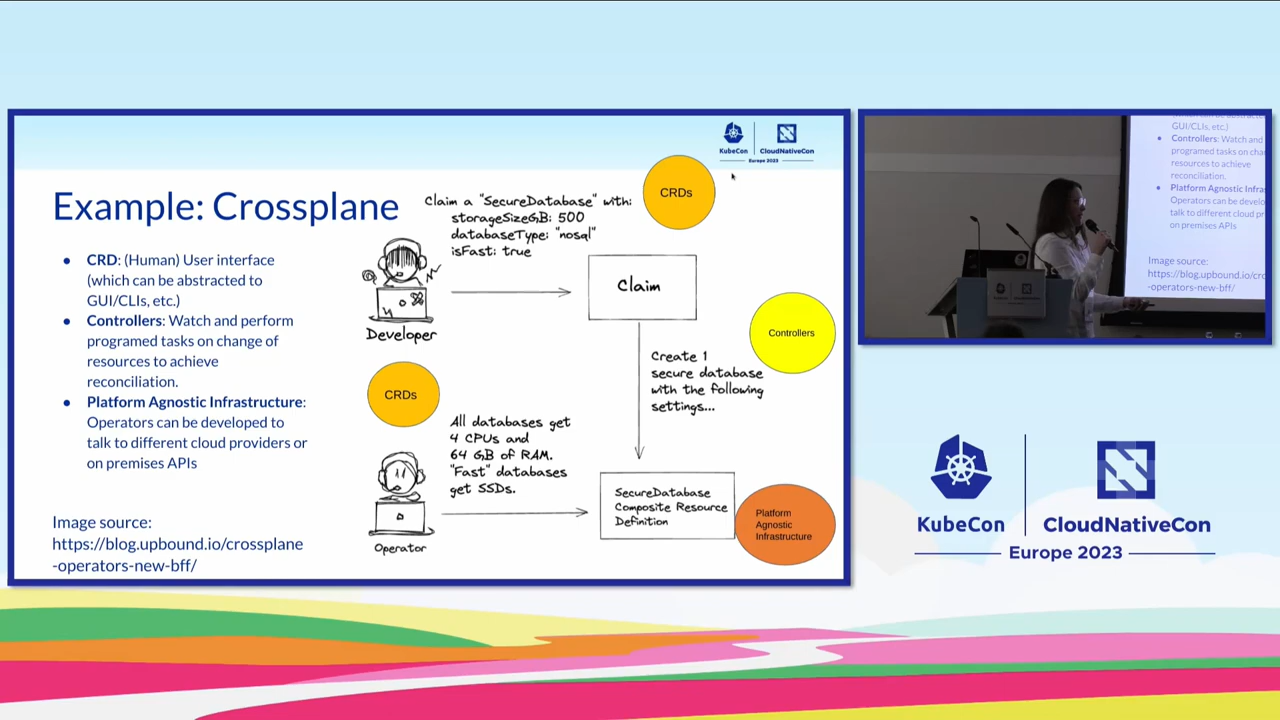 KubeCon
CloudNativeCon
Europe 2023
Example: Crossplane
CRD: (Human) User interface
(which can be abstracted to
GUI/CLIs, etc.)
Controllers: Watch and perform
programed tasks on change of
resources to achieve
reconciliation.
Platform Agnostic Infrastructure:
Operators can be developed to
talk to different cloud providers or
on premises APIs
Image source:
https://blog.upbound.io/crossplane
-operators-new-bff/
Claim a "SecureDatabase" with:
storageSizeGB: 500
databaseType: "nosql"
isFast: true
CRDs
Developer
Claim
Controllers
Create 1
secure database
with the following
settings...
CRDs
All databases get
4 CPUs and
64 GB of RAM.
"Fast" databases
get SSDs.
Operator
SecureDatabase
Composite Resource
Definition
Platform
Agnostic
Infrastructure
GUI/CLIs, etc.)
Controllers: Watch
programed tasks on cha
resources to achieve
reconciliation.
Platform Agnostic Infra
Operators can be develo
talk to different cloud pr
on premises APIs
Image source:
https://blog.upbound.io/cro
-operators-new-bff/
KubeCon
CloudNativeCon
Europe 2023